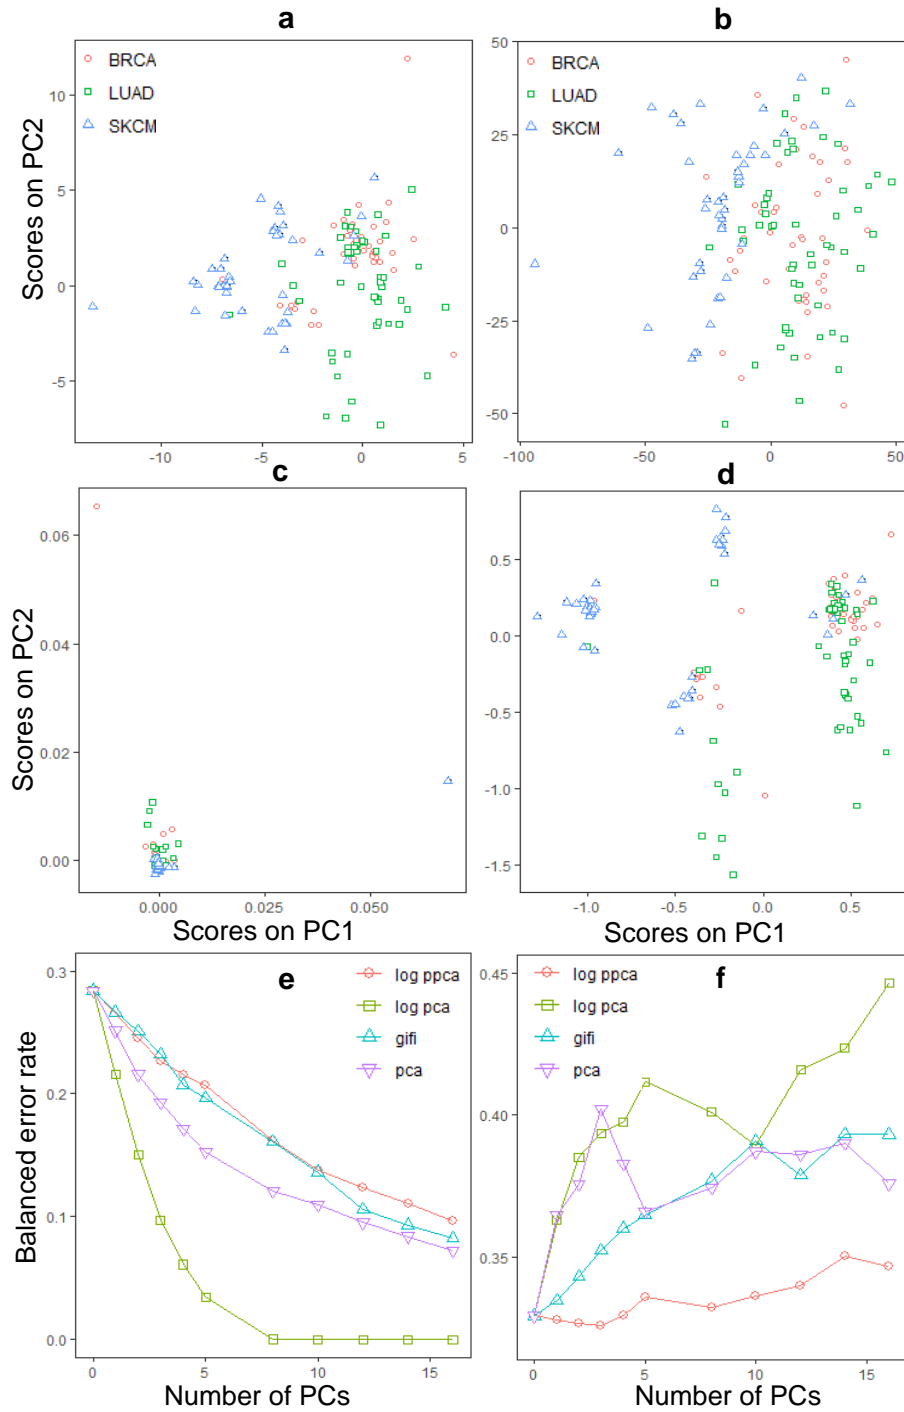 a
BRCA
LUAD
SKCM
Scores on PC2
10
5
0
-5
-10
-5
0
5
b
BRCA
LUAD
SKCM
50
25
0
-25
-50
-100
-50
0
50
c
Scores on PC2
0.06
0.04
0.02
0.00
0.000
0.025
0.050
Scores on PC1
d
0.5
0.0
-0.5
-1.0
-1.5
-1.0
-0.5
0.0
0.5
Scores on PC1
e
log ppca
log pca
gifi
pca
Balanced error rate
0.3
0.2
0.1
0.0
0
5
10
15
Number of PCs
f
log ppca
log pca
gifi
pca
0.45
0.40
0.35
0
5
10
15
Number of PCs